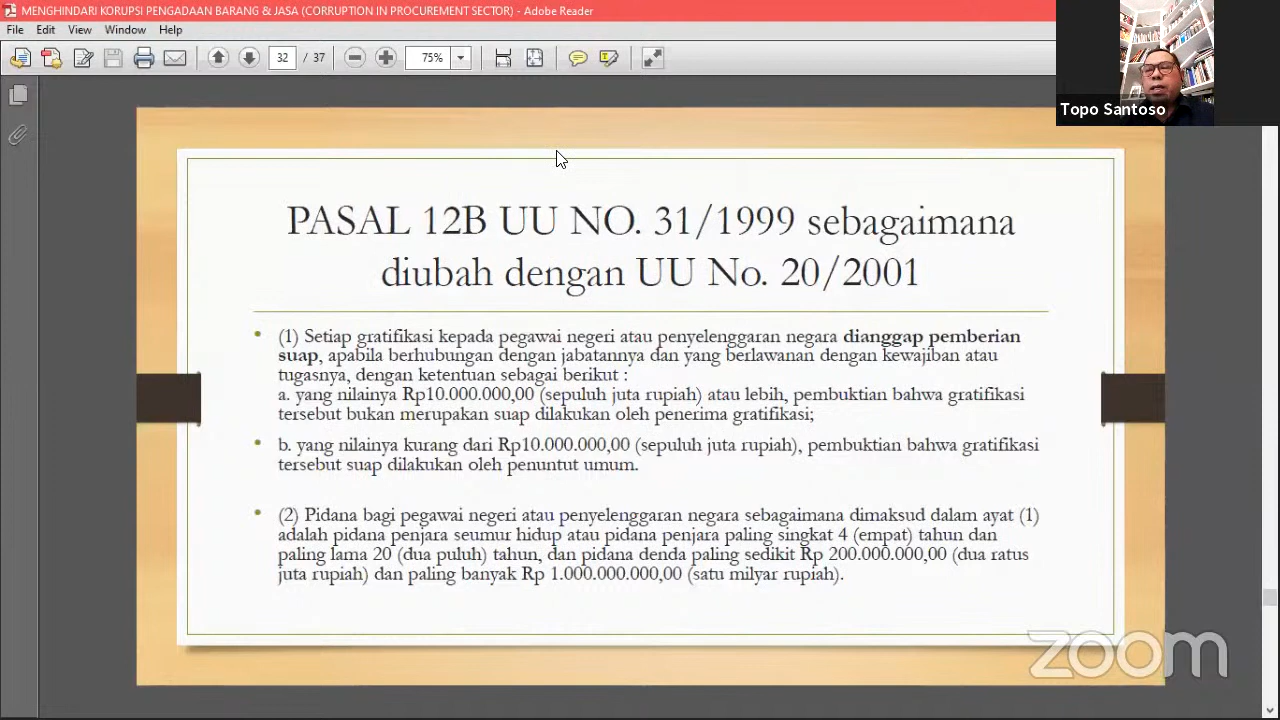 MENGHINDARI KORUPSI PENGADAAN BARANG & JASA (CORRUPTION IN PROCUREMENT SECTOR) - Adobe Reader
File Edit View Window Help
32 / 37 75%
Topo Santoso
PASAL 12B UU NO. 31/1999 sebagaimana
diubah dengan UU No. 20/2001
• (1) Setiap gratifikasi kepada pegawai negeri atau penyelenggaran negara dianggap pemberian
suap, apabila berhubungan dengan jabatannya dan yang berlawanan dengan kewajiban atau
tugasnya, dengan ketentuan sebagai berikut :
a. yang nilainya Rp10.000.000,00 (sepuluh juta rupiah) atau lebih, pembuktian bahwa gratifikasi
tersebut bukan merupakan suap dilakukan oleh penerima gratifikasi;
• b. yang nilainya kurang dari Rp10.000.000,00 (sepuluh juta rupiah), pembuktian bahwa gratifikasi
tersebut suap dilakukan oleh penuntut umum.
• (2) Pidana bagi pegawai negeri atau penyelenggaran negara sebagaimana dimaksud dalam ayat (1)
adalah pidana penjara seumur hidup atau pidana penjara paling singkat 4 (empat) tahun dan
paling lama 20 (dua puluh) tahun, dan pidana denda paling sedikit Rp 200.000.000,00 (dua ratus
juta rupiah) dan paling banyak Rp 1.000.000.000,00 (satu milyar rupiah).
zoom